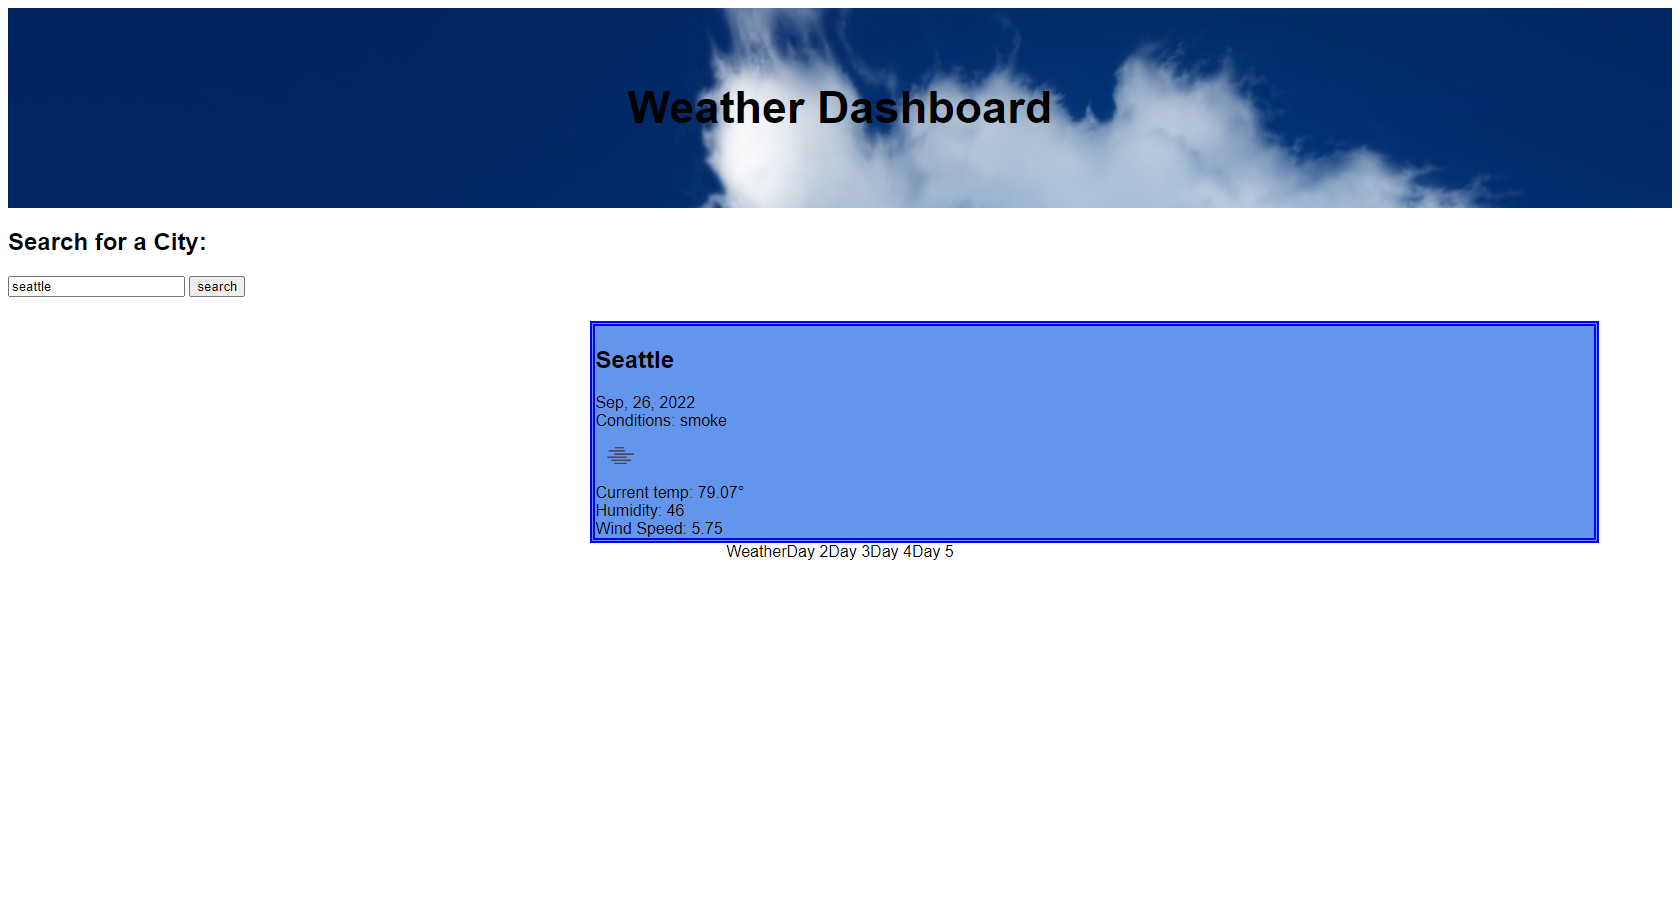 Weather Dashboard
Search for a City:
seattle search
Seattle
Sep, 26, 2022
Conditions: smoke
Current temp: 79.07°
Humidity: 46
Wind Speed: 5.75
WeatherDay 2Day 3Day 4Day 5